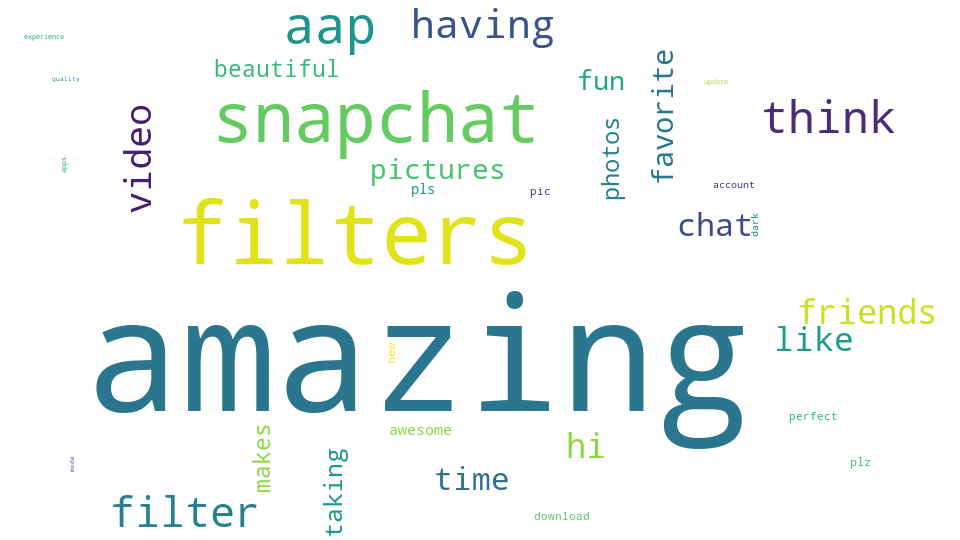 aap
having
experience
beautiful
fun
favorite
quality
update
snapchat
video
think
photos
apps
pictures
pls
pic
account
filters
chat
dark
amazing
friends
like
new
perfect
makes
awesome
hi
taking
time
mode
plz
filter
download